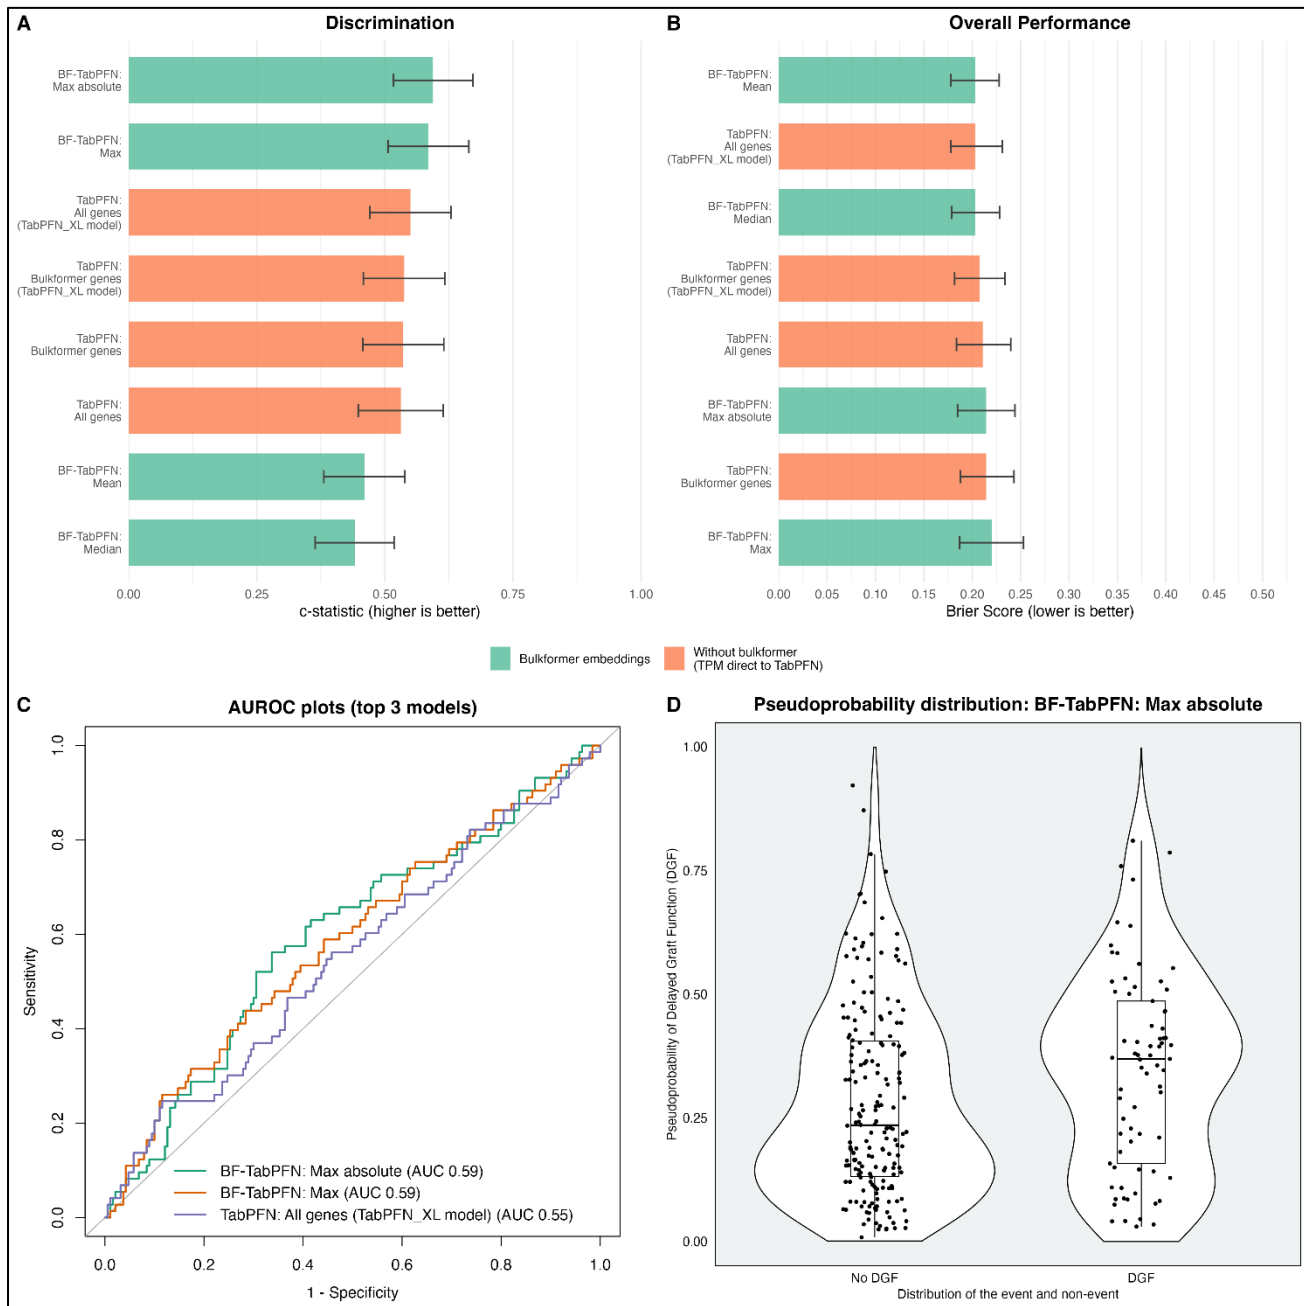 A
Discrimination
BF-TabPFN:
Max absolute
BF-TabPFN:
Max
TabPFN:
All genes
(TabPFN_XL model)
TabPFN:
Bulkformer genes
(TabPFN_XL model)
TabPFN:
Bulkformer genes
TabPFN:
All genes
BF-TabPFN:
Mean
BF-TabPFN:
Median
0.00 0.25 0.50 0.75 1.00
c-statistic (higher is better)
B
Overall Performance
BF-TabPFN:
Mean
TabPFN:
All genes
(TabPFN_XL model)
BF-TabPFN:
Median
TabPFN:
Bulkformer genes
(TabPFN_XL model)
TabPFN:
All genes
BF-TabPFN:
Max absolute
TabPFN:
Bulkformer genes
BF-TabPFN:
Max
0.00 0.05 0.10 0.15 0.20 0.25 0.30 0.35 0.40 0.45 0.50
Brier Score (lower is better)
Bulkformer embeddings
Without bulkformer
(TPM direct to TabPFN)
C
AUROC plots (top 3 models)
1.0
0.8
0.6
0.4
0.2
0.0
Sensitivity
BF-TabPFN: Max absolute (AUC 0.59)
BF-TabPFN: Max (AUC 0.59)
TabPFN: All genes (TabPFN_XL model) (AUC 0.55)
0.0 0.2 0.4 0.6 0.8 1.0
1 - Specificity
D
Pseudoprobability distribution: BF-TabPFN: Max absolute
1.00
0.75
0.50
0.25
0.00
Pseudoprobability of Delayed Graft Function (DGF)
No DGF DGF
Distribution of the event and non-event